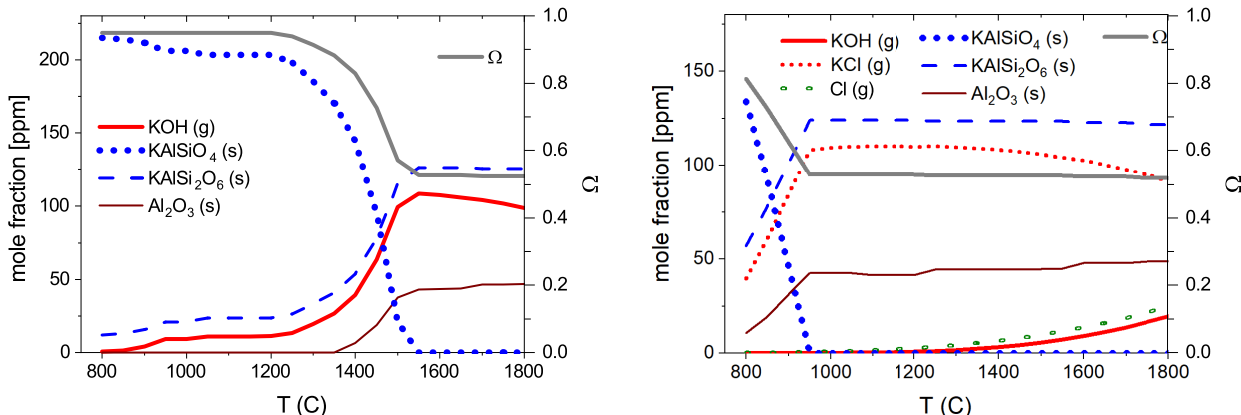 mole fraction [ppm]
200
150
100
50
0
1.0
0.8
0.6
0.4
0.2
0.0
Ω
Ω
KOH (g)
KAlSiO4 (s)
KAlSi2O6 (s)
Al2O3 (s)
800 1000 1200 1400 1600 1800
T (C)
mole fraction [ppm]
150
100
50
0
1.0
0.8
0.6
0.4
0.2
0.0
Ω
KOH (g)
KCl (g)
Cl (g)
KAlSiO4 (s)
KAlSi2O6 (s)
Al2O3 (s)
Ω
800 1000 1200 1400 1600 1800
T (C)